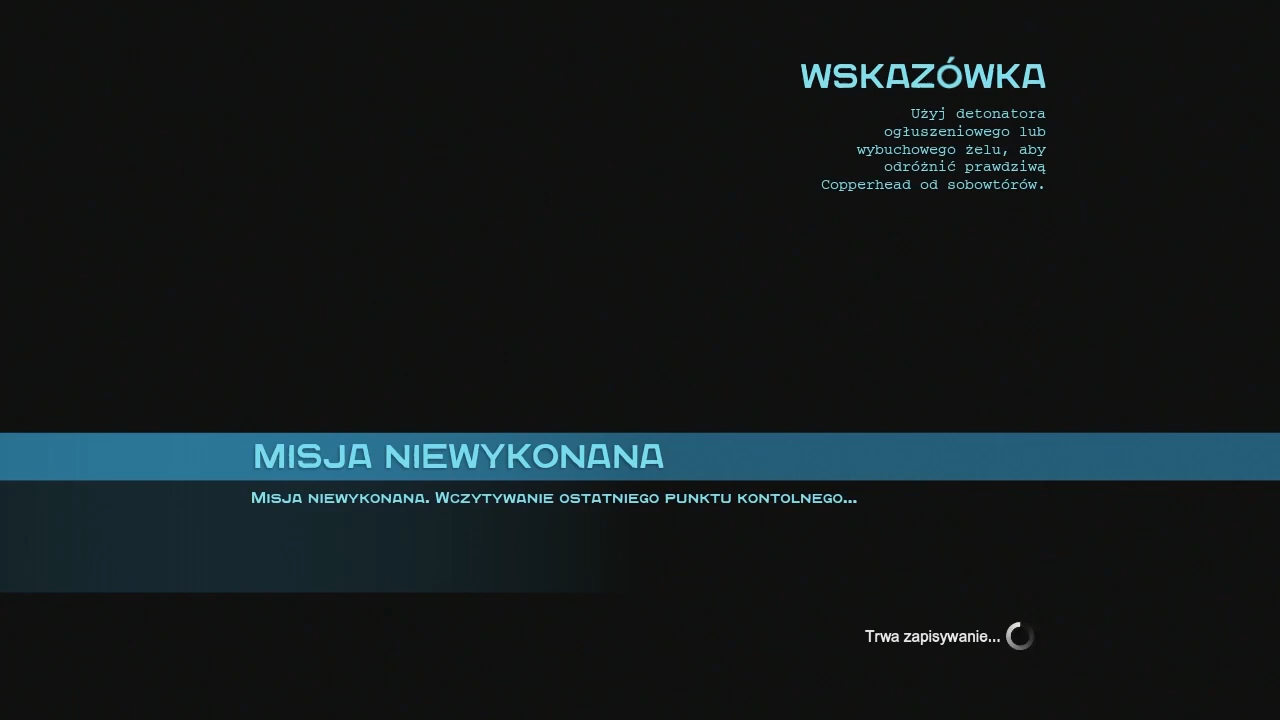 WSKAZÓWKA
Użyj detonatora
ogłuszeniowego lub
wybuchowego żelu, aby
odróżnić prawdziwą
Copperhead od sobowtórów.
MISJA NIEWYKONANA
Misja niewykonana. Wczytywanie ostatniego punktu kontolnego...
Trwa zapisywanie...